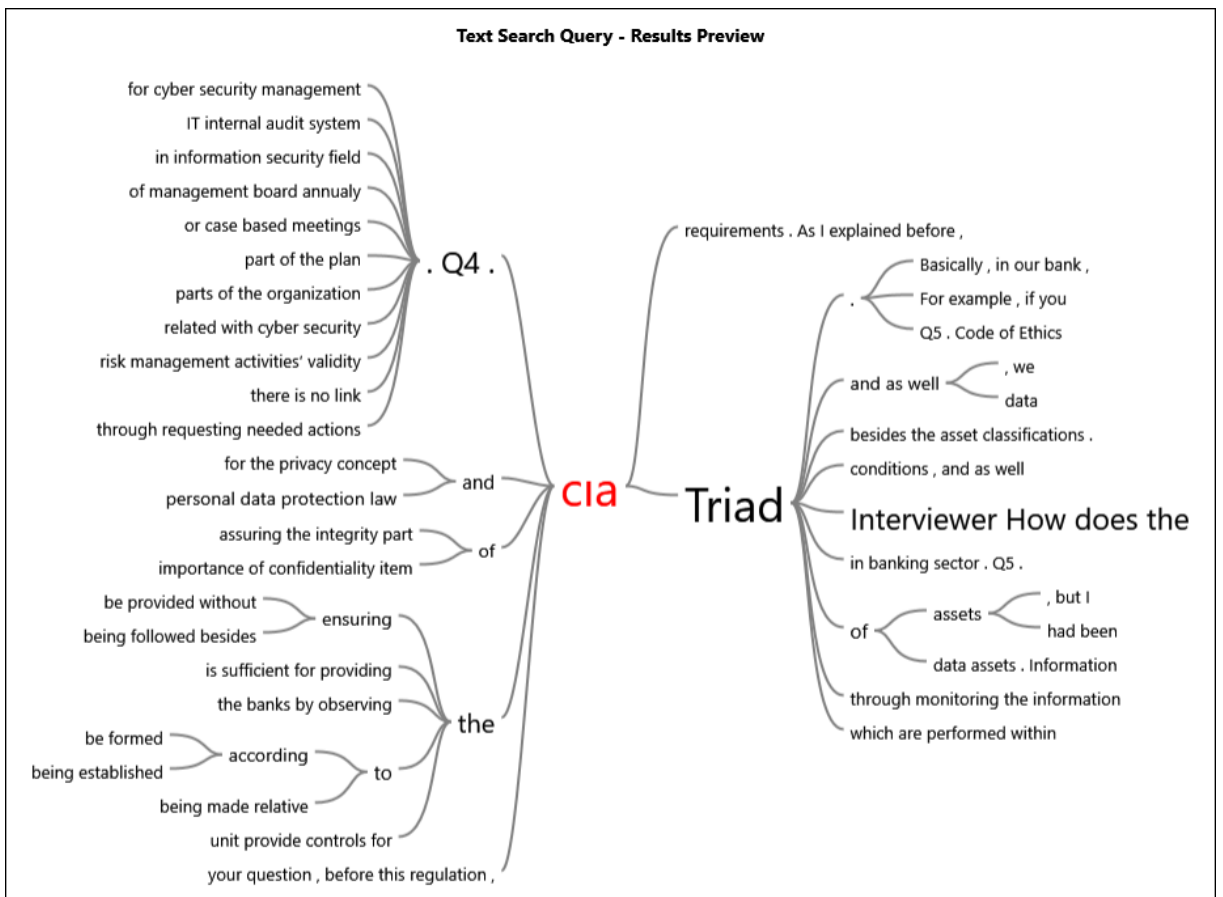 Text Search Query - Results Preview
for cyber security management
IT internal audit system
in information security field
of management board annualy
or case based meetings
part of the plan
parts of the organization
related with cyber security
risk management activities' validity
there is no link
through requesting needed actions
. Q4 .
for the privacy concept
personal data protection law
and
assuring the integrity part
importance of confidentiality item
of
be provided without
being followed besides
ensuring
is sufficient for providing
the banks by observing
the
be formed
being established
according
to
being made relative
unit provide controls for
your question , before this regulation ,
cıa
requirements . As I explained before ,
Triad
.
Basically , in our bank ,
For example , if you
Q5 . Code of Ethics
and as well
, we
data
besides the asset classifications .
conditions , and as well
Interviewer How does the
in banking sector . Q5 .
of
assets
, but I
had been
data assets . Information
through monitoring the information
which are performed within